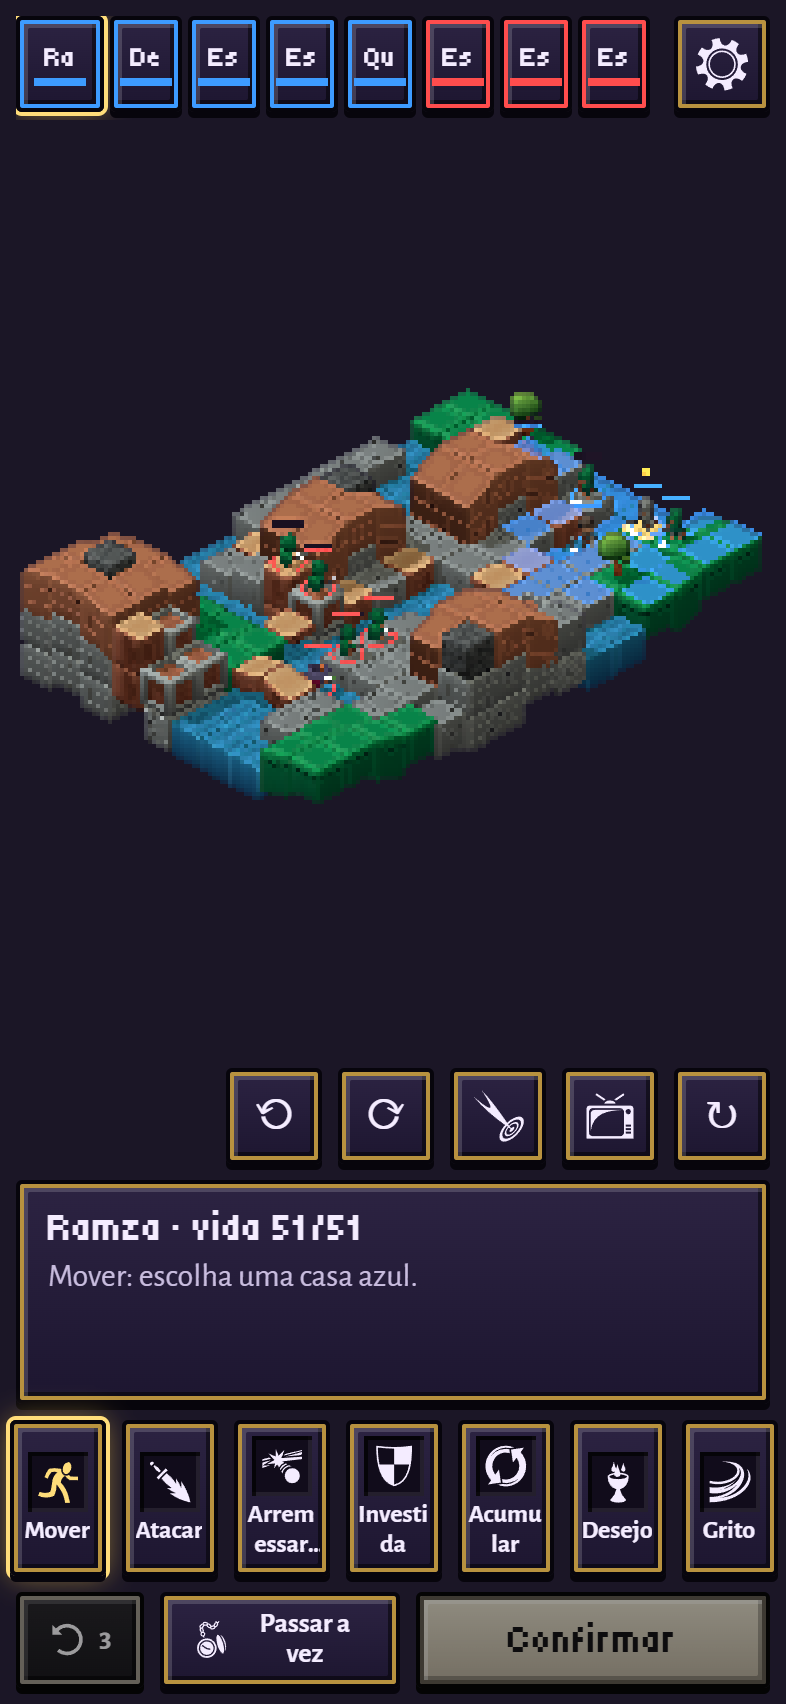 Ra De Es Es Qu Es Es Es
Ramza · vida 51/51
Mover: escolha uma casa azul.
Mover
Atacar
Arrem
essar...
Investi
da
Acumu
lar
Desejo
Grito
3
Passar a
vez
Confirmar